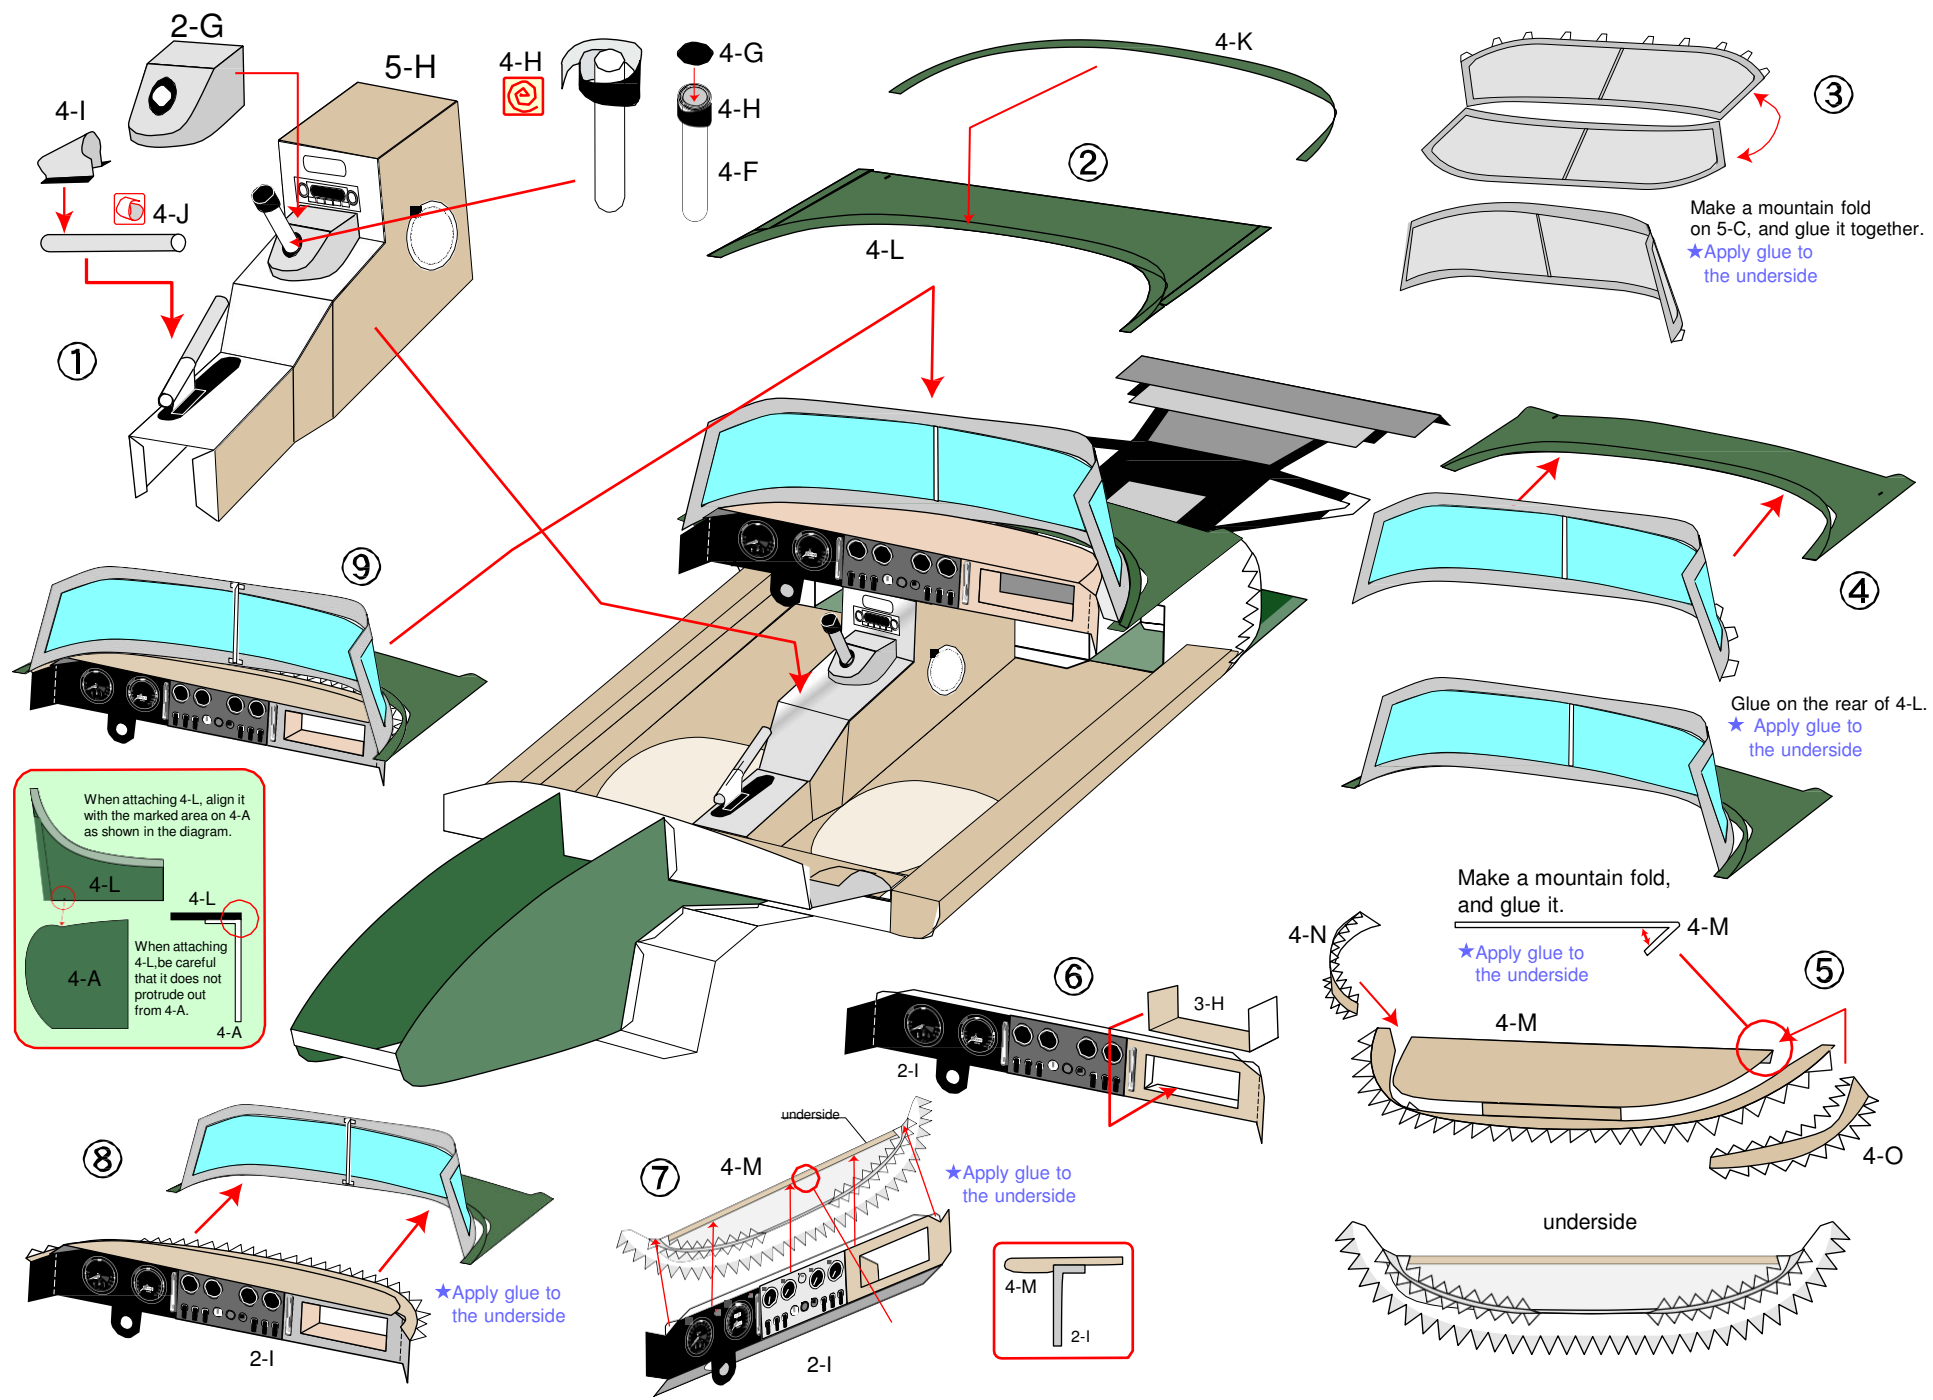 2-G
5-H
4-H
4-G
4-H
4-F
4-I
4-J
①
4-K
②
4-L
③
Make a mountain fold
on 5-C, and glue it together.
★Apply glue to
the underside
④
Glue on the rear of 4-L.
★ Apply glue to
the underside
⑨
When attaching 4-L, align it
with the marked area on 4-A
as shown in the diagram.
4-L
4-L
4-A
When attaching
4-L,be careful
that it does not
protrude out
from 4-A.
4-A
Make a mountain fold,
and glue it.
4-M
★Apply glue to
the underside
⑤
4-N
4-M
4-O
underside
⑥
3-H
2-I
⑦
underside
4-M
★Apply glue to
the underside
2-I
4-M
2-I
⑧
★Apply glue to
the underside
2-I